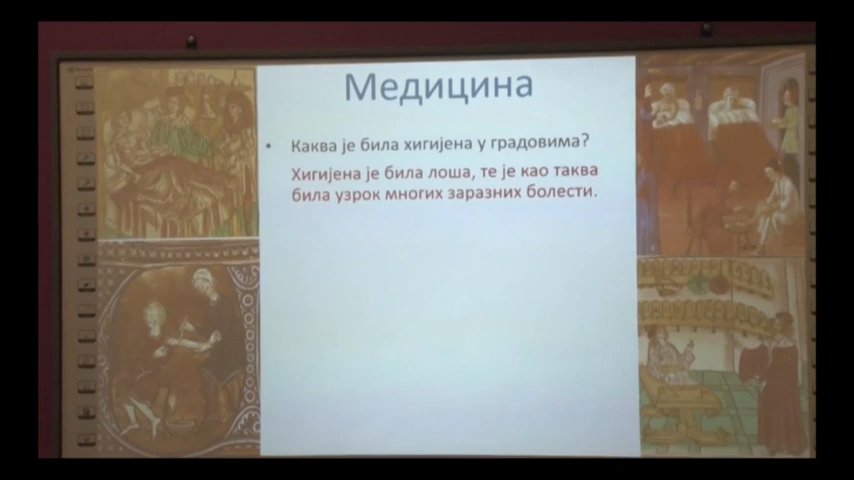 Медицина
• Каква је била хигијена у градовима?
Хигијена је била лоша, те је као таква
била узрок многих заразних болести.